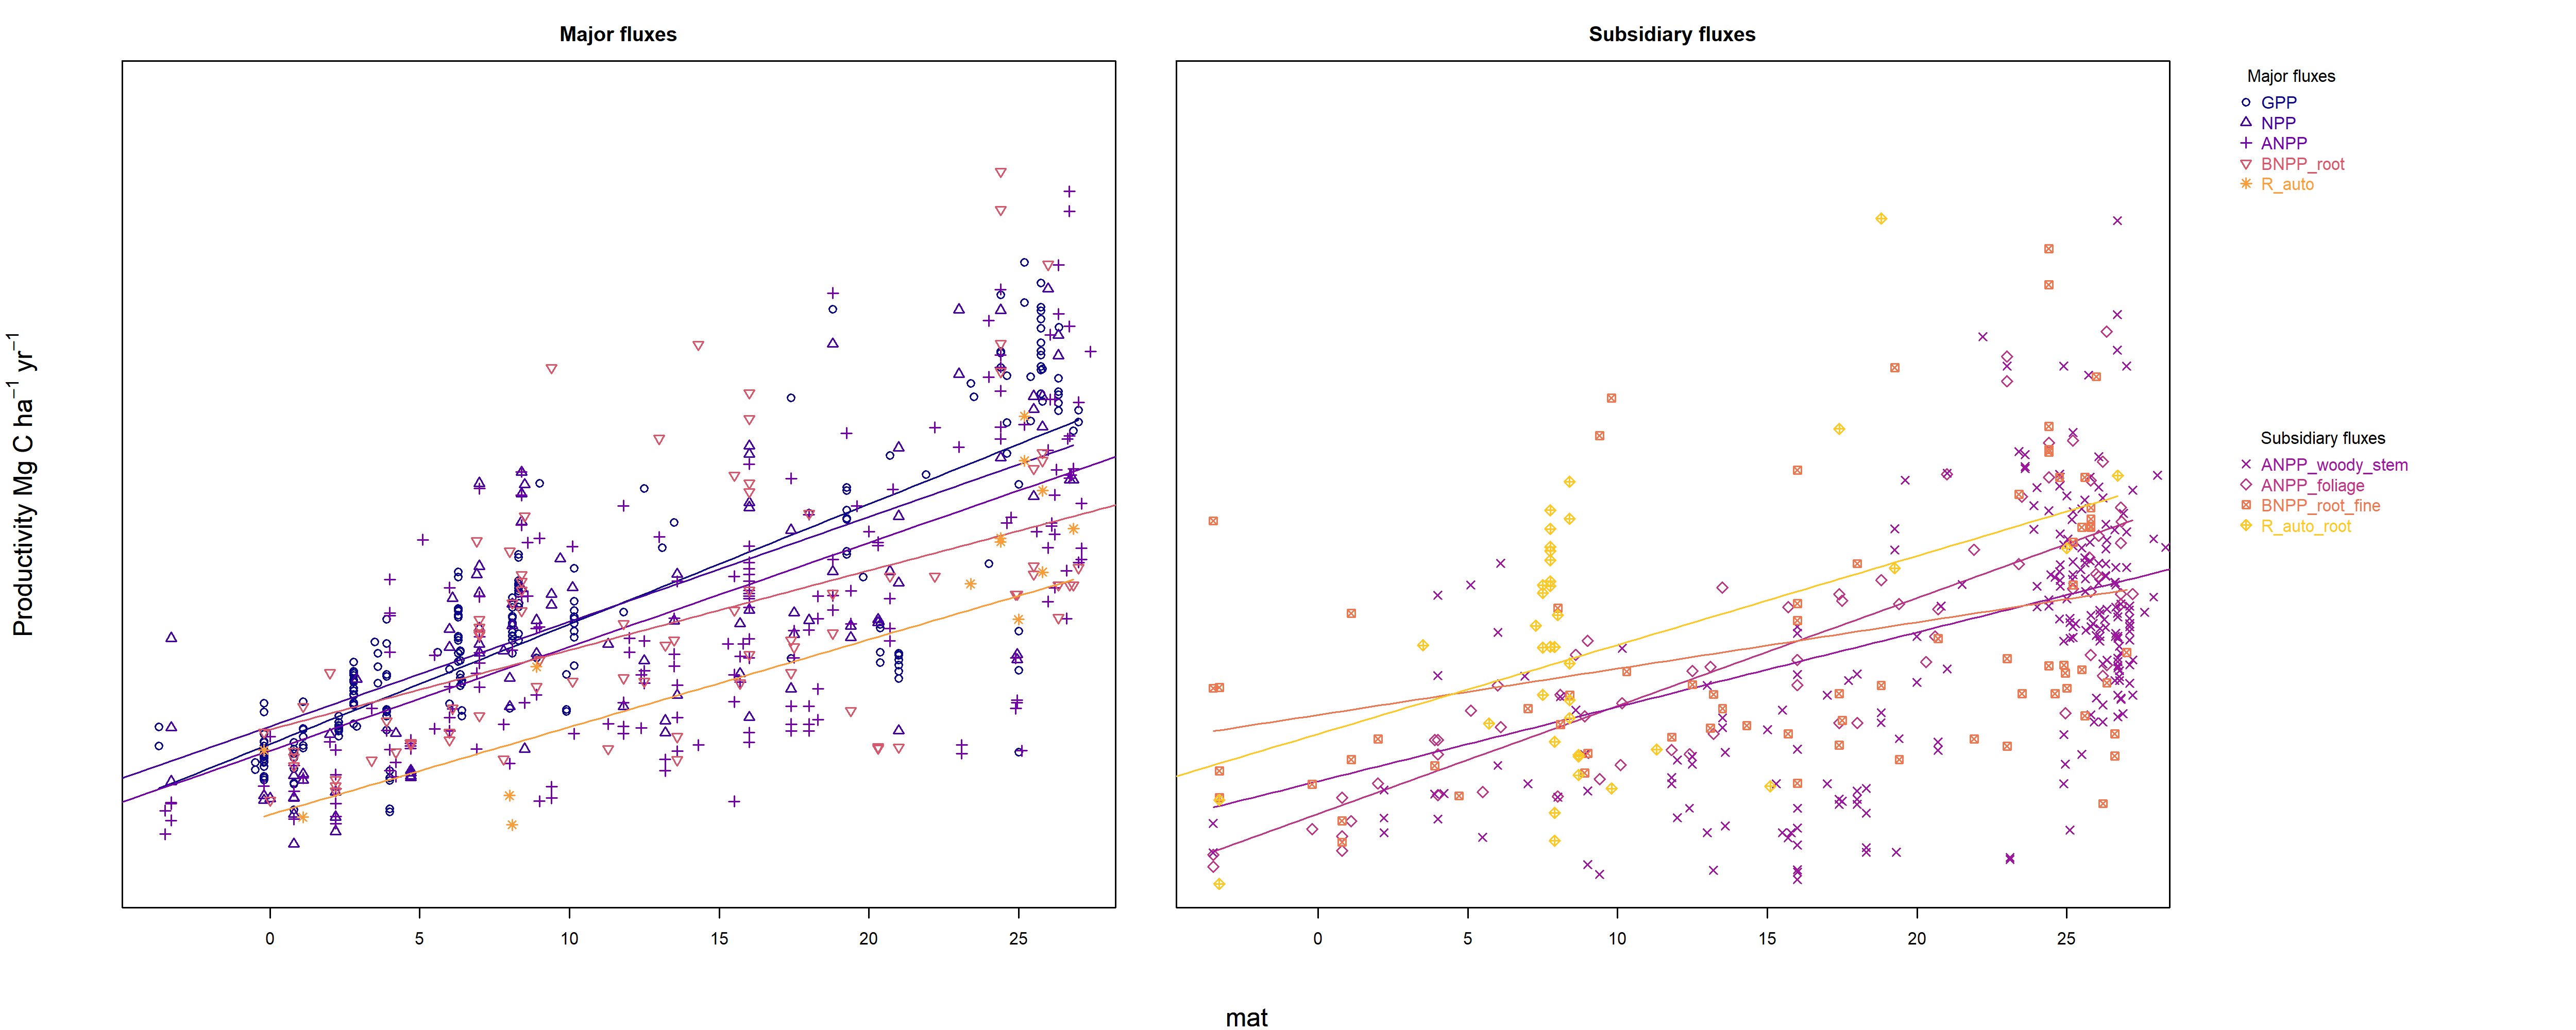 Major fluxes
Subsidiary fluxes
Productivity Mg C ha⁻¹ yr⁻¹
0 5 10 15 20 25
0 5 10 15 20 25
mat
Major fluxes
GPP
NPP
ANPP
BNPP_root
R_auto
Subsidiary fluxes
ANPP_woody_stem
ANPP_foliage
BNPP_root_fine
R_auto_root